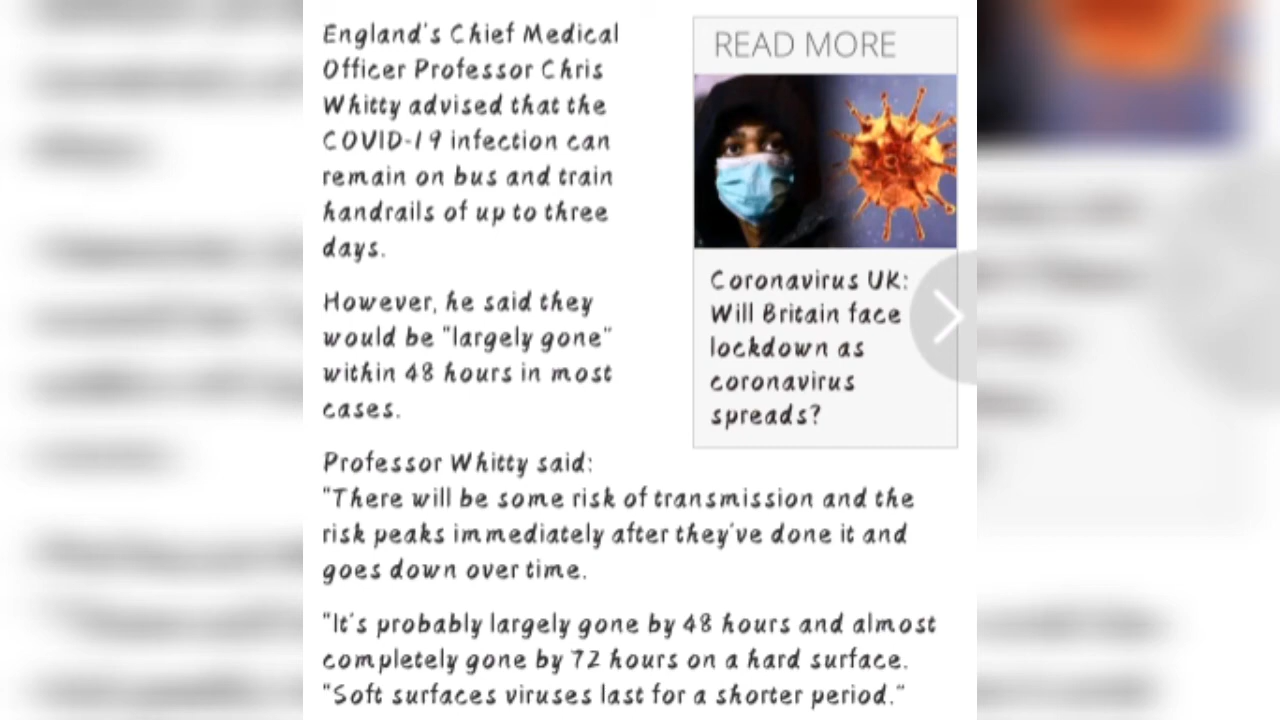 England's Chief Medical
Officer Professor Chris
Whitty advised that the
COVID-19 infection can
remain on bus and train
handrails of up to three
days.
However, he said they
would be "largely gone"
within 48 hours in most
cases.
READ MORE
Coronavirus UK:
Will Britain face
lockdown as
coronavirus
spreads?
Professor Whitty said:
"There will be some risk of transmission and the
risk peaks immediately after they've done it and
goes down over time.
"It's probably largely gone by 48 hours and almost
completely gone by 72 hours on a hard surface.
"Soft surfaces viruses last for a shorter period."